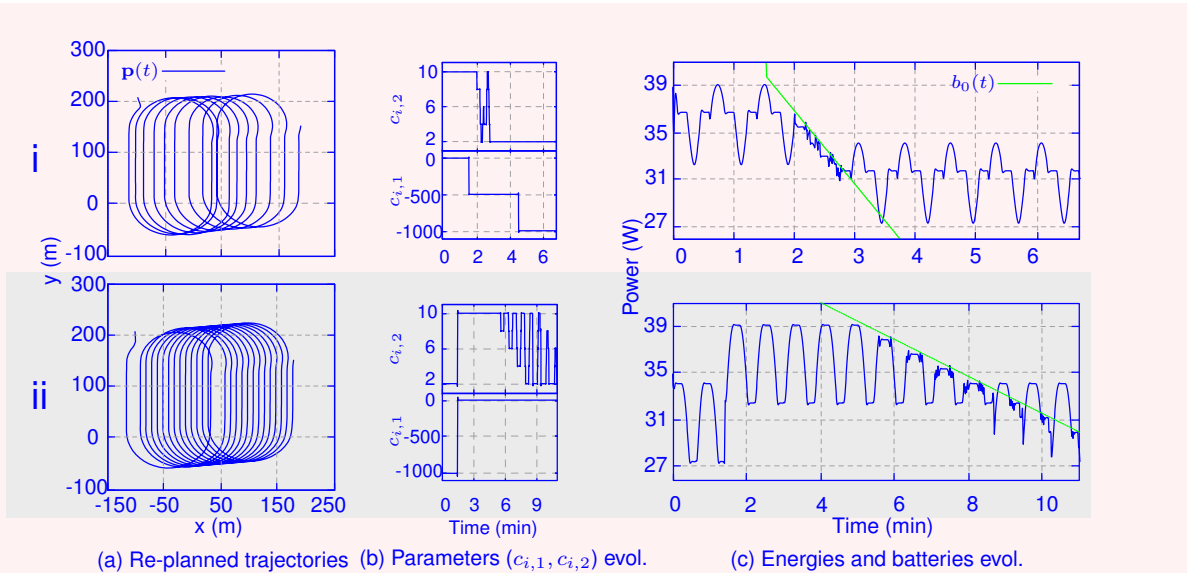 i
y (m)
300
200
100
0
-100
p(t)
c_{i,2}
10
6
2
c_{i,1}
0
-500
-1000
0 2 4 6
Power (W)
39
35
31
27
b_0(t)
0 1 2 3 4 5 6
ii
300
200
100
0
-100
-150 -50 50 150 250
x (m)
c_{i,2}
10
6
2
c_{i,1}
0
-500
-1000
0 3 6 9
Time (min)
39
35
31
27
0 2 4 6 8 10
Time (min)
(a) Re-planned trajectories
(b) Parameters (c_{i,1}, c_{i,2}) evol.
(c) Energies and batteries evol.